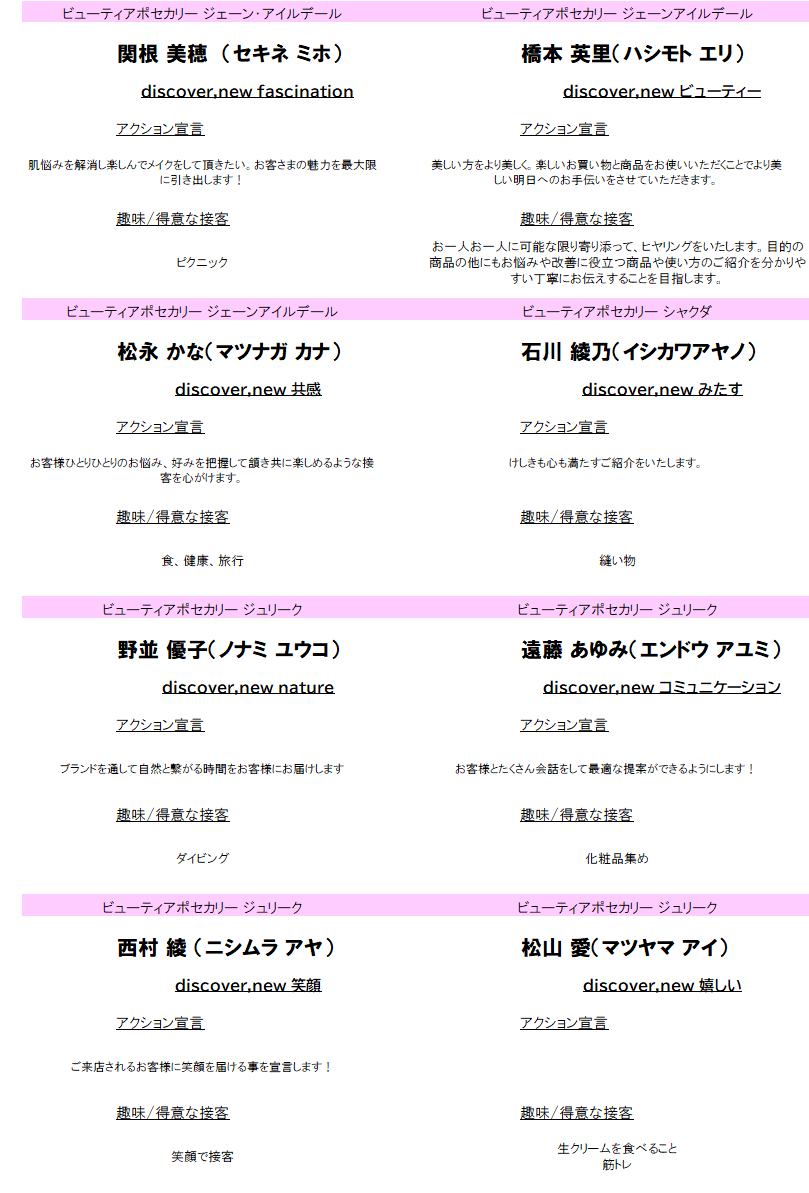 ビューティアポセカリー ジェーン・アイルデール
関根 美穂 （セキネ ミホ）
discover,new fascination
アクション宣言
肌悩みを解消し楽しんでメイクをして頂きたい。お客さまの魅力を最大限
に引き出します！
趣味/得意な接客
ピクニック
ビューティアポセカリー ジェーンアイルデール
橋本 英里（ハシモト エリ）
discover,new ビューティー
アクション宣言
美しい方をより美しく。楽しいお買い物と商品をお使いいただくことでより美
しい明日へのお手伝いをさせていただきます。
趣味/得意な接客
お一人お一人に可能な限り寄り添って、ヒヤリングをいたします。目的の
商品の他にもお悩みや改善に役立つ商品や使い方のご紹介を分かりや
すい丁寧にお伝えすることを目指します。
ビューティアポセカリー ジェーンアイルデール
松永 かな（マツナガ カナ）
discover,new 共感
アクション宣言
お客様ひとりひとりのお悩み、好みを把握して頷き共に楽しめるような接
客を心がけます。
趣味/得意な接客
食、健康、旅行
ビューティアポセカリー シャクダ
石川 綾乃（イシカワアヤノ）
discover,new みたす
アクション宣言
けしきも心も満たすご紹介をいたします。
趣味/得意な接客
縫い物
ビューティアポセカリー ジュリーク
野並 優子（ノナミ ユウコ）
discover,new nature
アクション宣言
ブランドを通して自然と繋がる時間をお客様にお届けします
趣味/得意な接客
ダイビング
ビューティアポセカリー ジュリーク
遠藤 あゆみ（エンドウ アユミ）
discover,new コミュニケーション
アクション宣言
お客様とたくさん会話をして最適な提案ができるようにします！
趣味/得意な接客
化粧品集め
ビューティアポセカリー ジュリーク
西村 綾 （ニシムラ アヤ）
discover,new 笑顔
アクション宣言
ご来店されるお客様に笑顔を届ける事を宣言します！
趣味/得意な接客
笑顔で接客
ビューティアポセカリー ジュリーク
松山 愛（マツヤマ アイ）
discover,new 嬉しい
アクション宣言
趣味/得意な接客
生クリームを食べること
筋トレ